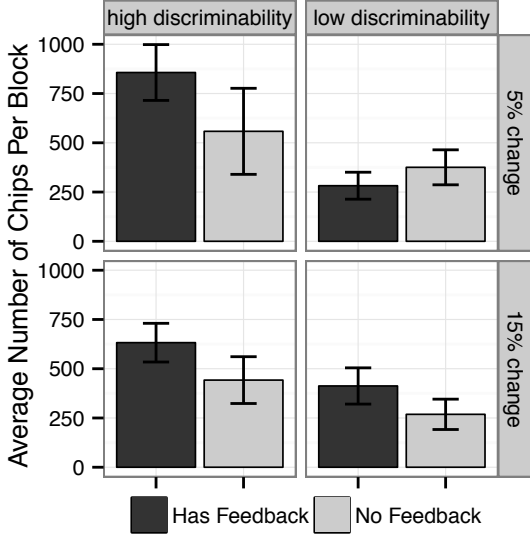 high discriminability low discriminability
Average Number of Chips Per Block
1000
750
500
250
0
5% change
1000
750
500
250
0
15% change
Has Feedback No Feedback